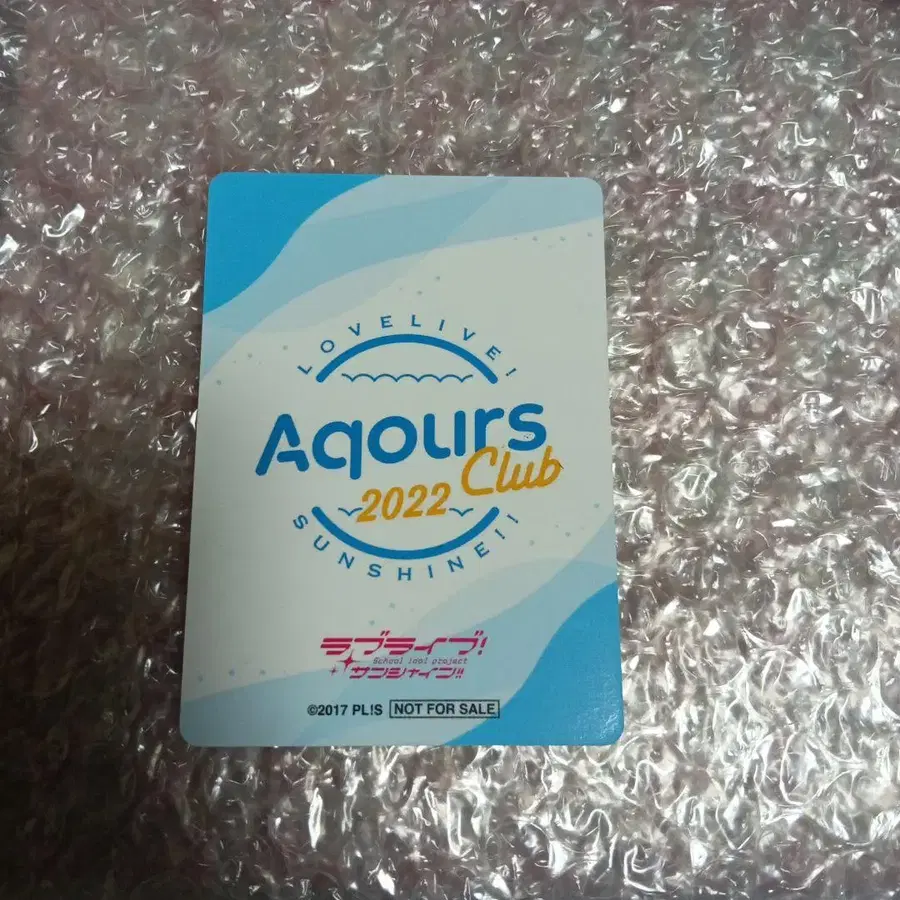 LOVELIVE!
Aqours
2022 Club
SUNSHINE!!
ラブライブ!
School idol project
サンシャイン!!
©2017 PL!S NOT FOR SALE